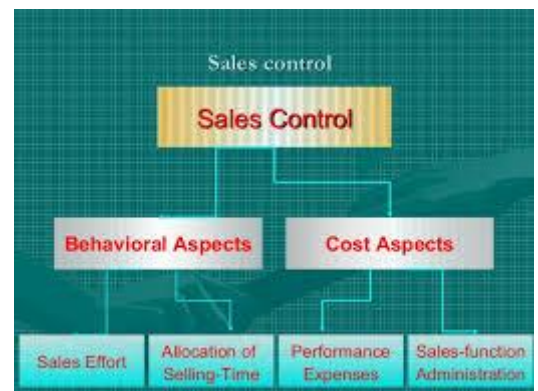 Sales control
Sales Control
Behavioral Aspects
Cost Aspects
Sales Effort
Allocation of
Selling-Time
Performance
Expenses
Sales-function
Administration